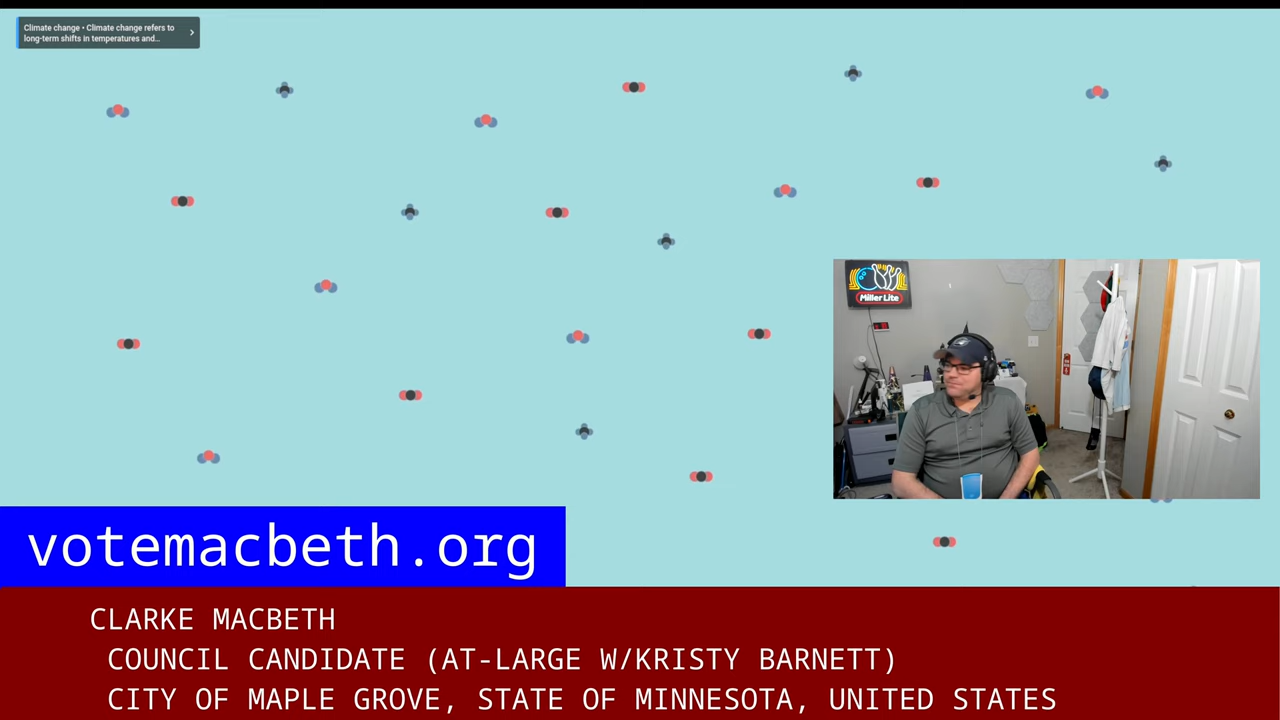 Climate change • Climate change refers to
long-term shifts in temperatures and…
Miller Lite
votemacbeth.org
CLARKE MACBETH
COUNCIL CANDIDATE (AT-LARGE W/KRISTY BARNETT)
CITY OF MAPLE GROVE, STATE OF MINNESOTA, UNITED STATES